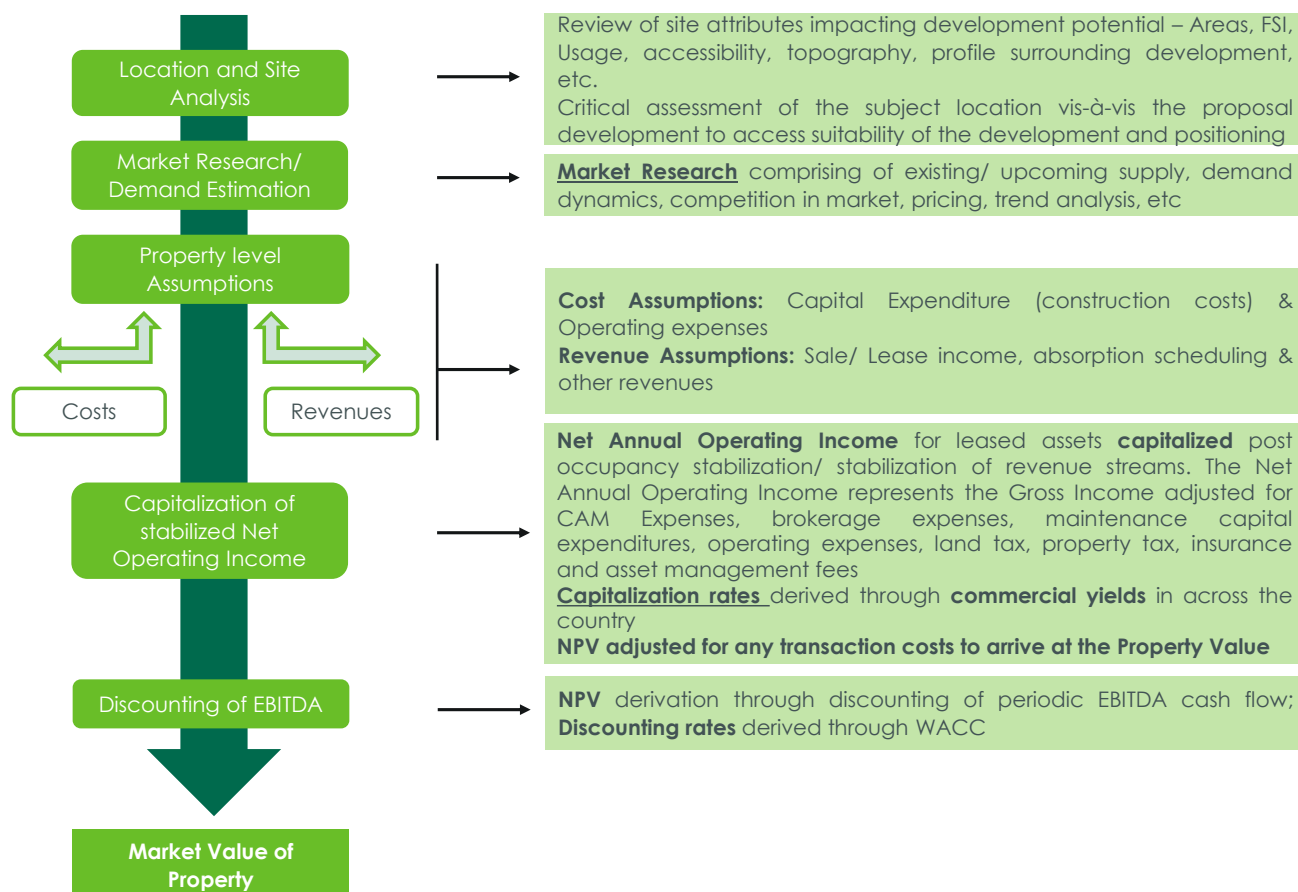 Location and Site
Analysis
Review of site attributes impacting development potential – Areas, FSI,
Usage, accessibility, topography, profile surrounding development,
etc.
Critical assessment of the subject location vis-à-vis the proposal
development to access suitability of the development and positioning
Market Research/
Demand Estimation
Market Research comprising of existing/ upcoming supply, demand
dynamics, competition in market, pricing, trend analysis, etc
Property level
Assumptions
Costs
Revenues
Cost Assumptions: Capital Expenditure (construction costs) &
Operating expenses
Revenue Assumptions: Sale/ Lease income, absorption scheduling &
other revenues
Capitalization of
stabilized Net
Operating Income
Net Annual Operating Income for leased assets capitalized post
occupancy stabilization/ stabilization of revenue streams. The Net
Annual Operating Income represents the Gross Income adjusted for
CAM Expenses, brokerage expenses, maintenance capital
expenditures, operating expenses, land tax, property tax, insurance
and asset management fees
Capitalization rates derived through commercial yields in across the
country
NPV adjusted for any transaction costs to arrive at the Property Value
Discounting of EBITDA
NPV derivation through discounting of periodic EBITDA cash flow;
Discounting rates derived through WACC
Market Value of
Property